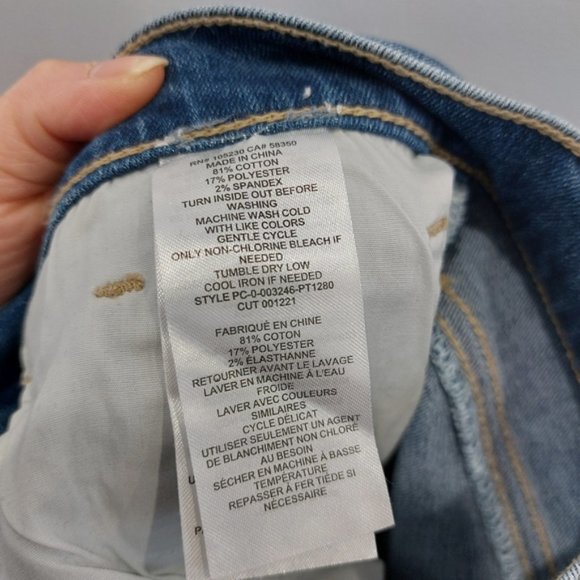 RN# 105230 CA# 58350
MADE IN CHINA
81% COTTON
17% POLYESTER
2% SPANDEX
TURN INSIDE OUT BEFORE
WASHING
MACHINE WASH COLD
WITH LIKE COLORS
GENTLE CYCLE
ONLY NON-CHLORINE BLEACH IF
NEEDED
TUMBLE DRY LOW
COOL IRON IF NEEDED
STYLE PC-0-003246-PT1280
CUT 001221
FABRIQUÉ EN CHINE
81% COTON
17% POLYESTER
2% ÉLASTHANNE
RETOURNER AVANT LE LAVAGE
LAVER EN MACHINE À L'EAU
FROIDE
LAVER AVEC COULEURS
SIMILAIRES
CYCLE DÉLICAT
UTILISER SEULEMENT UN AGENT
DE BLANCHIMENT NON CHLORÉ
AU BESOIN
SÉCHER EN MACHINE À BASSE
TEMPÉRATURE
REPASSER À FER TIÈDE SI
NÉCESSAIRE